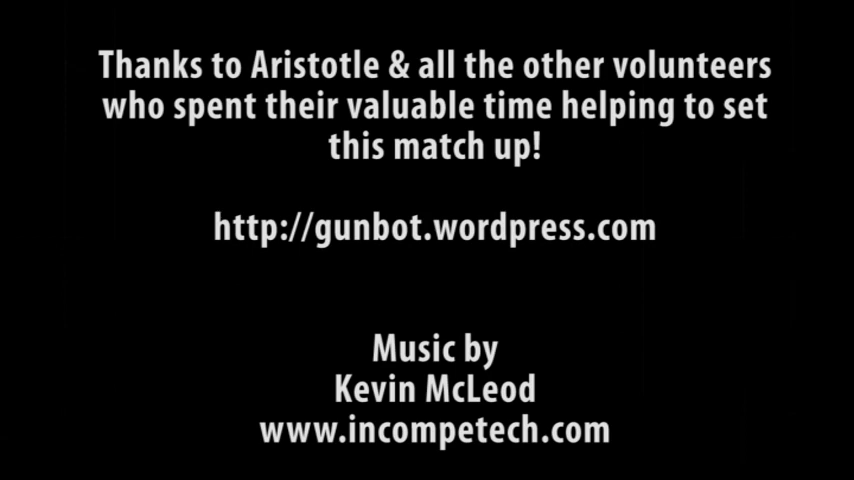 Thanks to Aristotle & all the other volunteers
who spent their valuable time helping to set
this match up!
http://gunbot.wordpress.com
Music by
Kevin McLeod
www.incompetech.com